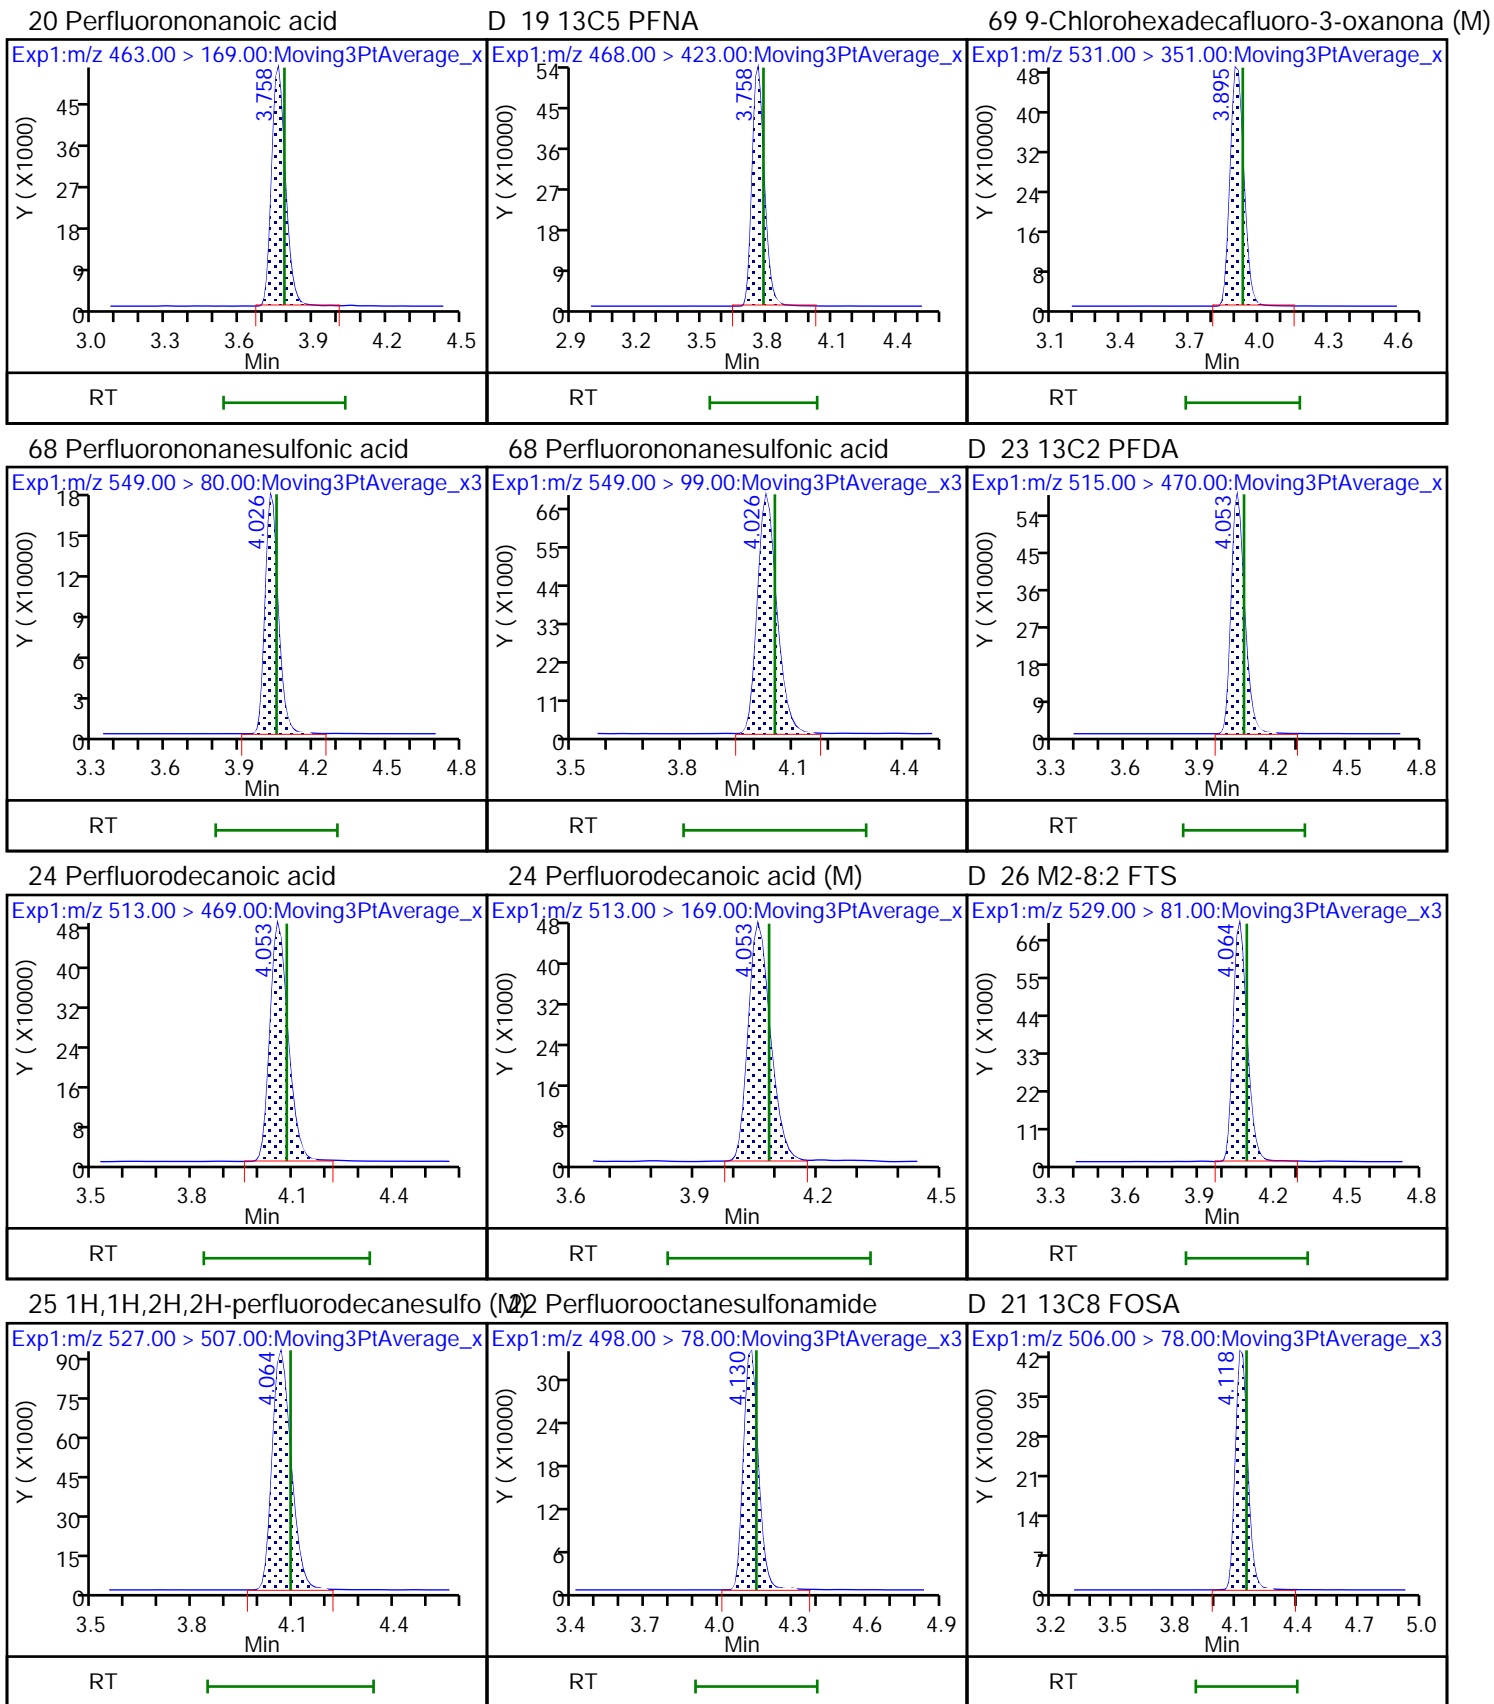 20 Perfluorononanoic acid
Exp1:m/z 463.00 > 169.00:Moving3PtAverage_x
3.758
Y ( X10000)
45
36
27
18
9
0
3.0 3.3 3.6 3.9 4.2 4.5
Min
RT
D 19 13C5 PFNA
Exp1:m/z 468.00 > 423.00:Moving3PtAverage_x
3.758
Y ( X10000)
54
45
36
27
18
9
0
2.9 3.2 3.5 3.8 4.1 4.4
Min
RT
69 9-Chlorohexadecafluoro-3-oxanona (M)
Exp1:m/z 531.00 > 351.00:Moving3PtAverage_x
3.895
Y ( X10000)
48
40
32
24
16
8
0
3.1 3.4 3.7 4.0 4.3 4.6
Min
RT
68 Perfluorononanesulfonic acid
Exp1:m/z 549.00 > 80.00:Moving3PtAverage_x3
4.026
Y ( X10000)
18
15
12
9
6
3
0
3.3 3.6 3.9 4.2 4.5 4.8
Min
RT
68 Perfluorononanesulfonic acid
Exp1:m/z 549.00 > 99.00:Moving3PtAverage_x3
4.026
Y ( X1000)
66
55
44
33
22
11
0
3.5 3.8 4.1 4.4
Min
RT
D 23 13C2 PFDA
Exp1:m/z 515.00 > 470.00:Moving3PtAverage_x
4.053
Y ( X10000)
54
45
36
27
18
9
0
3.3 3.6 3.9 4.2 4.5 4.8
Min
RT
24 Perfluorodecanoic acid
Exp1:m/z 513.00 > 469.00:Moving3PtAverage_x
4.053
Y ( X10000)
48
40
32
24
16
8
0
3.5 3.8 4.1 4.4
Min
RT
24 Perfluorodecanoic acid (M)
Exp1:m/z 513.00 > 169.00:Moving3PtAverage_x
4.053
Y ( X1000)
48
40
32
24
16
8
0
3.6 3.9 4.2 4.5
Min
RT
D 26 M2-8:2 FTS
Exp1:m/z 529.00 > 81.00:Moving3PtAverage_x3
4.064
Y ( X1000)
66
55
44
33
22
11
0
3.3 3.6 3.9 4.2 4.5 4.8
Min
RT
25 1H,1H,2H,2H-perfluorodecanesulfo (M)
Exp1:m/z 527.00 > 507.00:Moving3PtAverage_x
4.064
Y ( X10000)
90
75
60
45
30
15
0
3.5 3.8 4.1 4.4
Min
RT
22 Perfluorooctanesulfonamide
Exp1:m/z 498.00 > 78.00:Moving3PtAverage_x3
4.130
Y ( X10000)
30
24
18
12
6
0
3.4 3.7 4.0 4.3 4.6 4.9
Min
RT
D 21 13C8 FOSA
Exp1:m/z 506.00 > 78.00:Moving3PtAverage_x3
4.118
Y ( X10000)
42
35
28
21
14
7
0
3.2 3.5 3.8 4.1 4.4 4.7 5.0
Min
RT